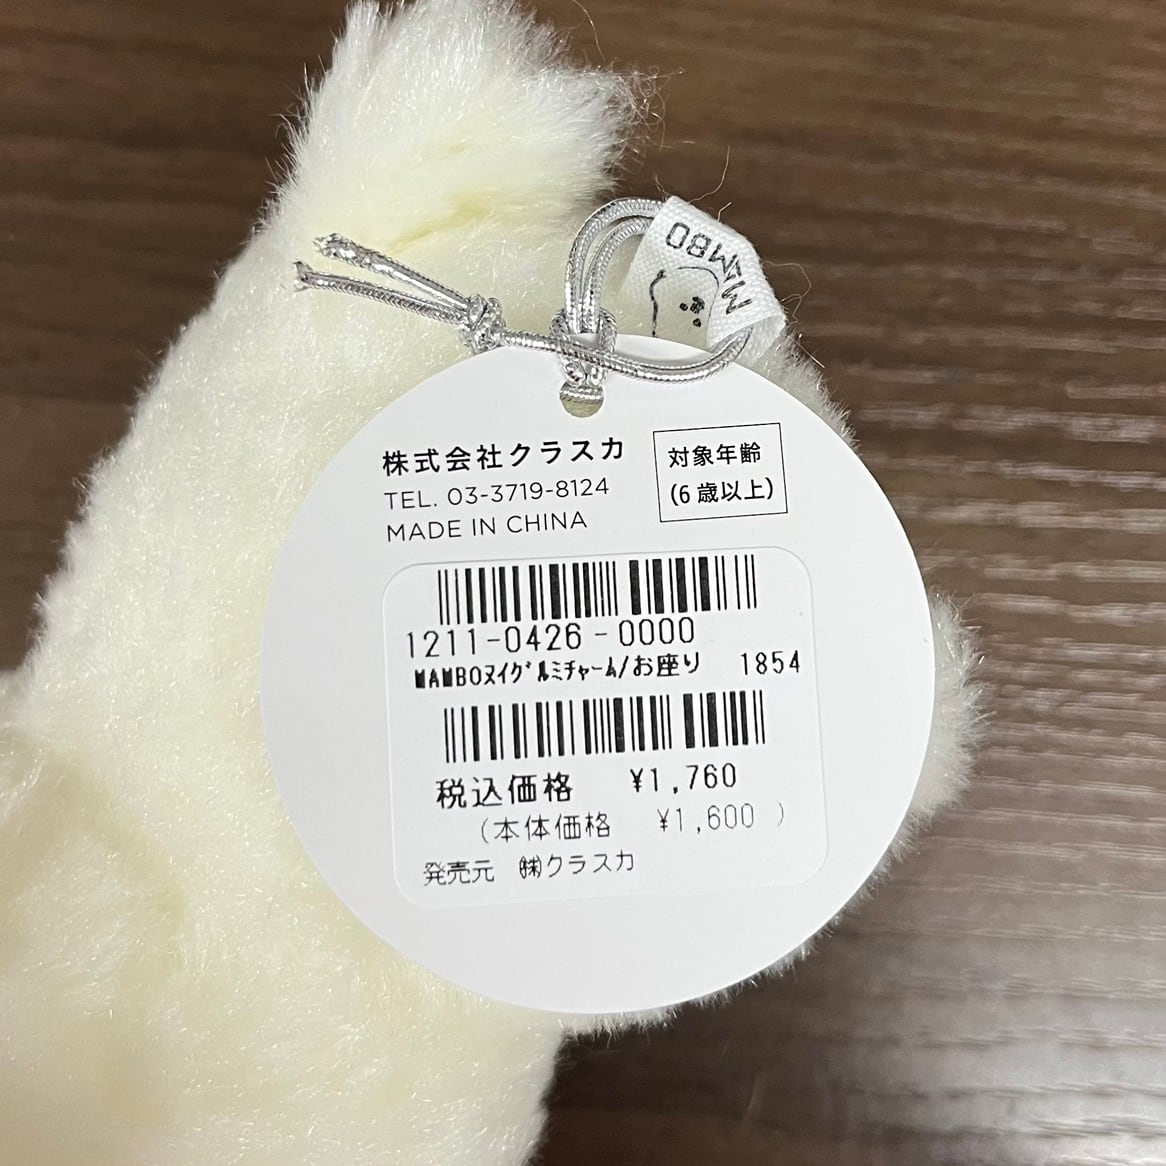 MAMBO
株式会社クラスカ
TEL. 03-3719-8124
MADE IN CHINA
対象年齢
(6 歳以上)
1211-0426-0000
MAMBOヌイグルミチャーム/お座り 1854
税込価格 ¥1,760
(本体価格 ¥1,600 )
発売元 ㈱クラスカ